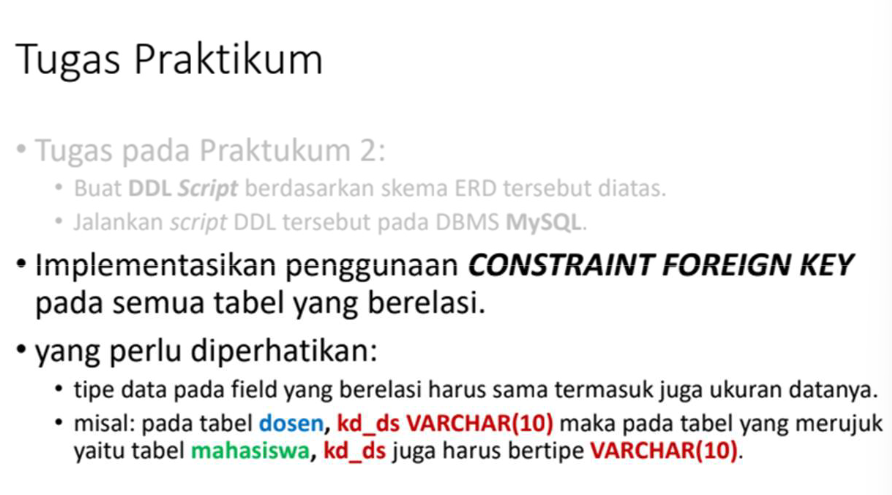 Tugas Praktikum
• Tugas pada Praktukum 2:
• Buat DDL Script berdasarkan skema ERD tersebut diatas.
• Jalankan script DDL tersebut pada DBMS MySQL.
• Implementasikan penggunaan CONSTRAINT FOREIGN KEY
pada semua tabel yang berelasi.
• yang perlu diperhatikan:
• tipe data pada field yang berelasi harus sama termasuk juga ukuran datanya.
• misal: pada tabel dosen, kd_ds VARCHAR(10) maka pada tabel yang merujuk
yaitu tabel mahasiswa, kd_ds juga harus bertipe VARCHAR(10).